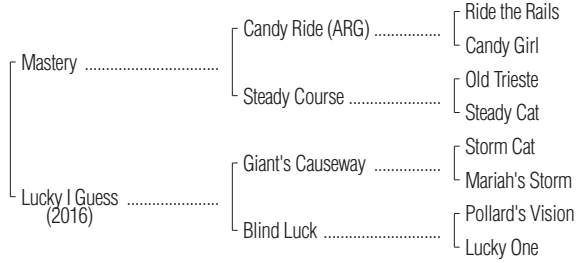 Ride the Rails
Candy Ride (ARG) ..................
Candy Girl
Mastery ....................................
Old Trieste
Steady Course .........................
Steady Cat
Storm Cat
Giant's Causeway ...................
Mariah's Storm
Lucky I Guess .........................
(2016)
Pollard's Vision
Blind Luck ................................
Lucky One